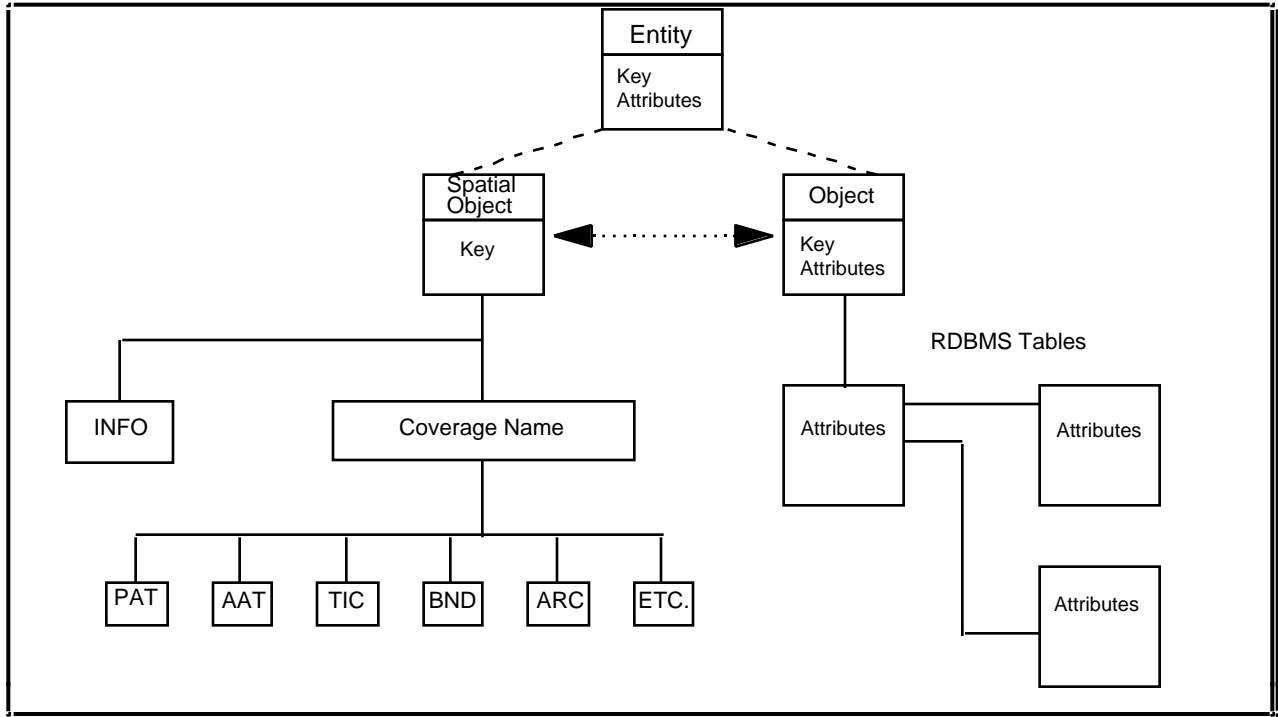 Entity
Key
Attributes
Spatial
Object
Key
Object
Key
Attributes
RDBMS Tables
INFO
Coverage Name
Attributes
Attributes
PAT
AAT
TIC
BND
ARC
ETC.
Attributes